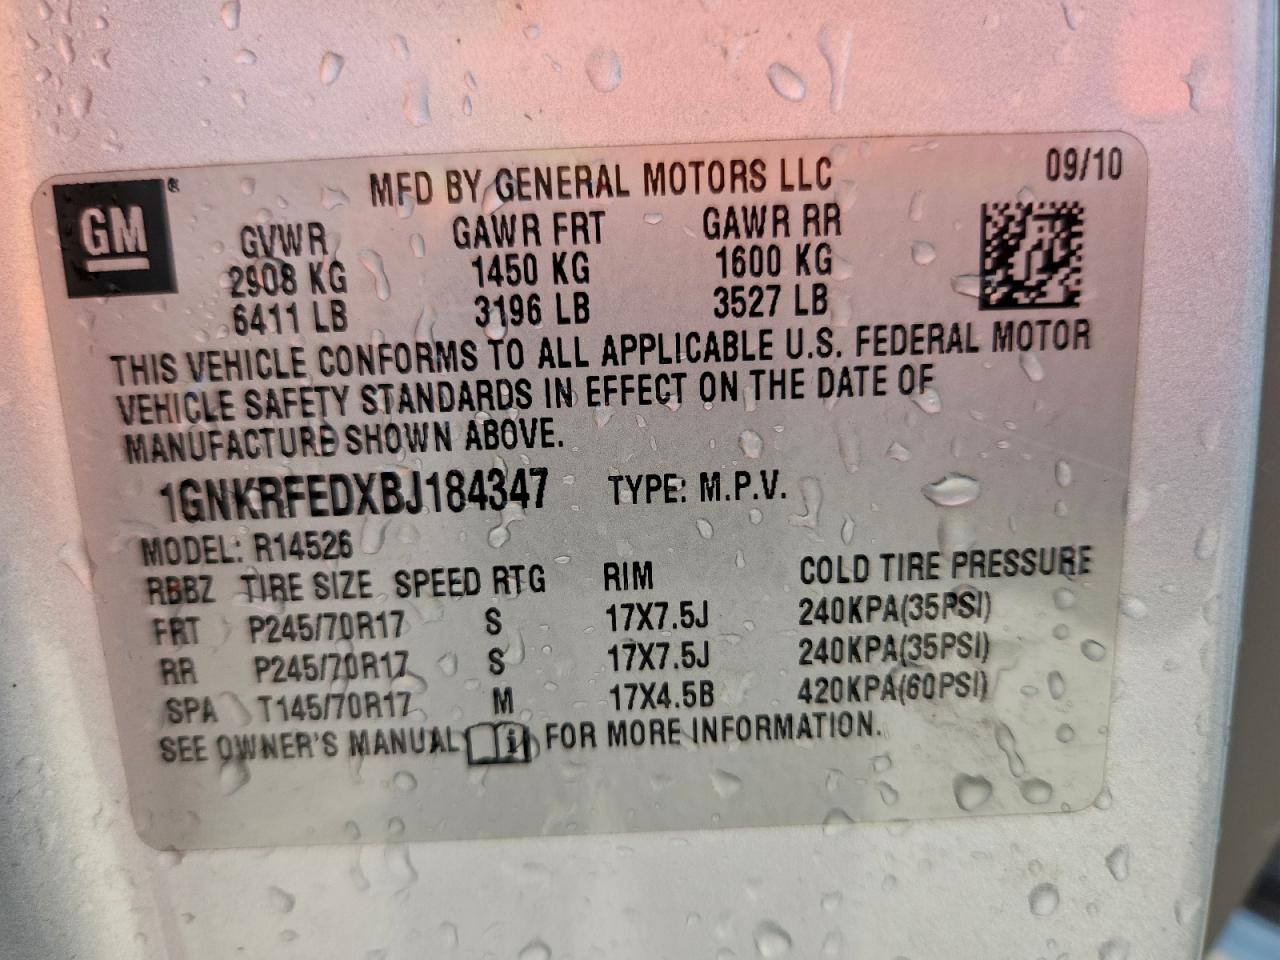 GM ®
MFD BY GENERAL MOTORS LLC 09/10
GVWR GAWR FRT GAWR RR
2908 KG 1450 KG 1600 KG
6411 LB 3196 LB 3527 LB
THIS VEHICLE CONFORMS TO ALL APPLICABLE U.S. FEDERAL MOTOR
VEHICLE SAFETY STANDARDS IN EFFECT ON THE DATE OF
MANUFACTURE SHOWN ABOVE.
1GNKRFEDXBJ184347 TYPE: M.P.V.
MODEL: R14526
RBBZ TIRE SIZE SPEED RTG RIM COLD TIRE PRESSURE
FRT P245/70R17 S 17X7.5J 240KPA(35PSI)
RR P245/70R17 S 17X7.5J 240KPA(35PSI)
SPA T145/70R17 M 17X4.5B 420KPA(60PSI)
SEE OWNER'S MANUAL i FOR MORE INFORMATION.